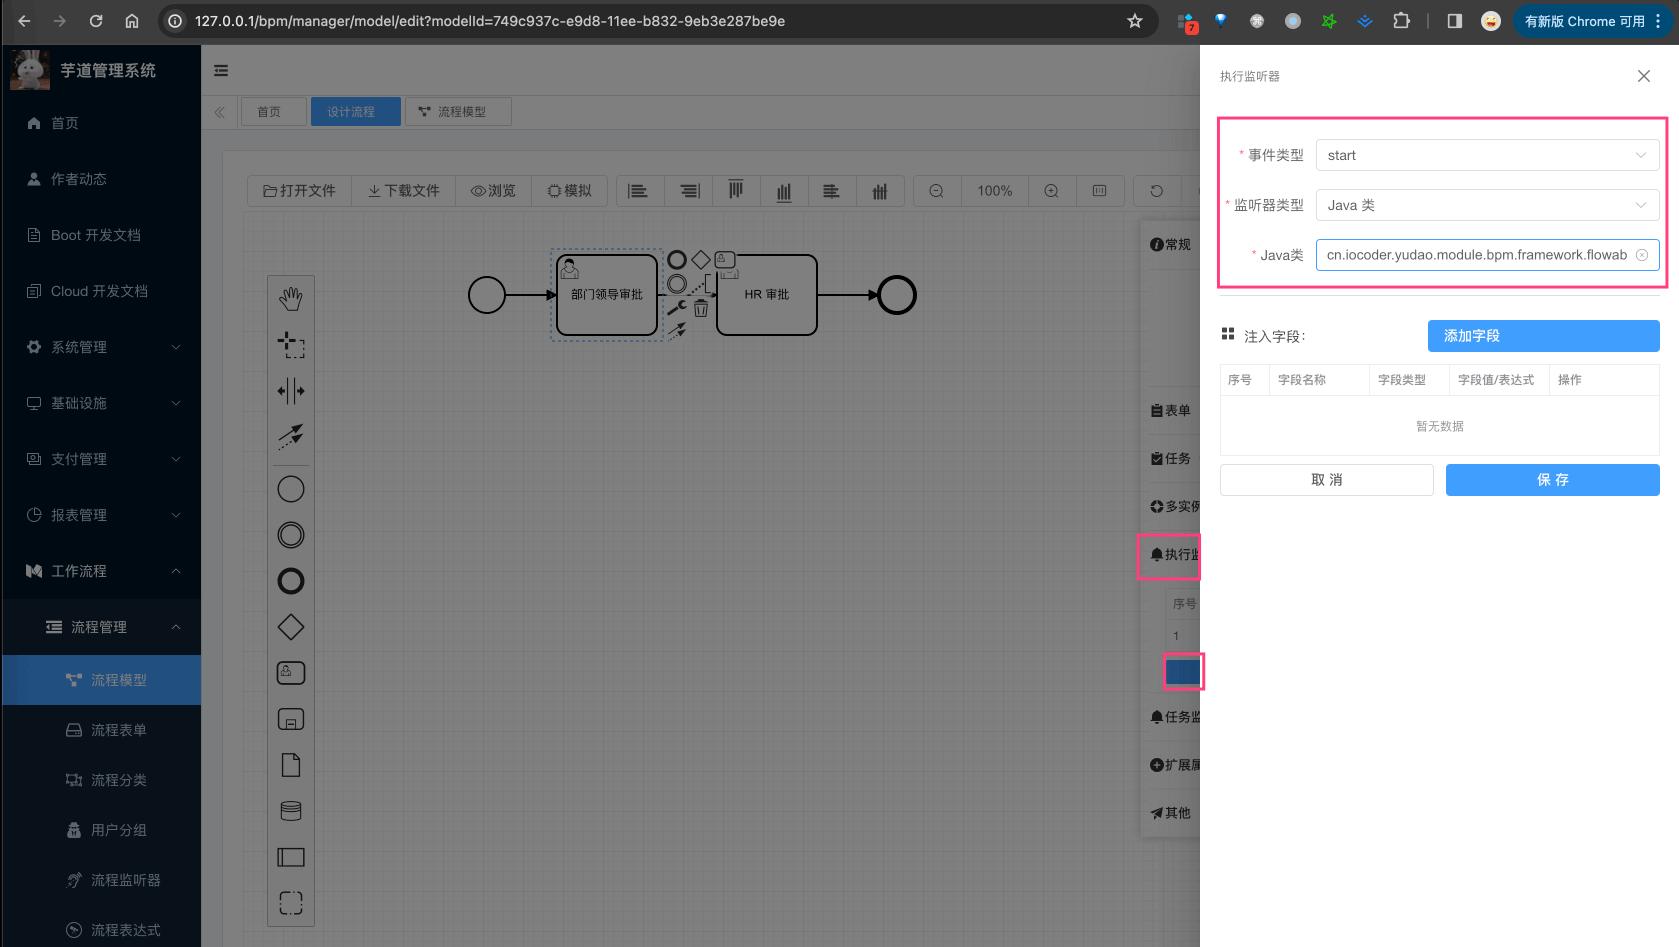 127.0.0.1/bpm/manager/model/edit?modelId=749c937c-e9d8-11ee-b832-9eb3e287be9e
7
有新版 Chrome 可用
芋道管理系统
首页
作者动态
Boot 开发文档
Cloud 开发文档
系统管理
基础设施
支付管理
报表管理
工作流程
流程管理
流程模型
流程表单
流程分类
用户分组
流程监听器
流程表达式
首页
设计流程
流程模型
打开文件
下载文件
浏览
模拟
100%
部门领导审批
HR 审批
常规
表单
任务
多实例
执行监
序号
1
任务监
扩展属
其他
执行监听器
* 事件类型
start
* 监听器类型
Java 类
* Java类
cn.iocoder.yudao.module.bpm.framework.flowab
注入字段：
添加字段
序号 字段名称 字段类型 字段值/表达式 操作
暂无数据
取 消
保 存